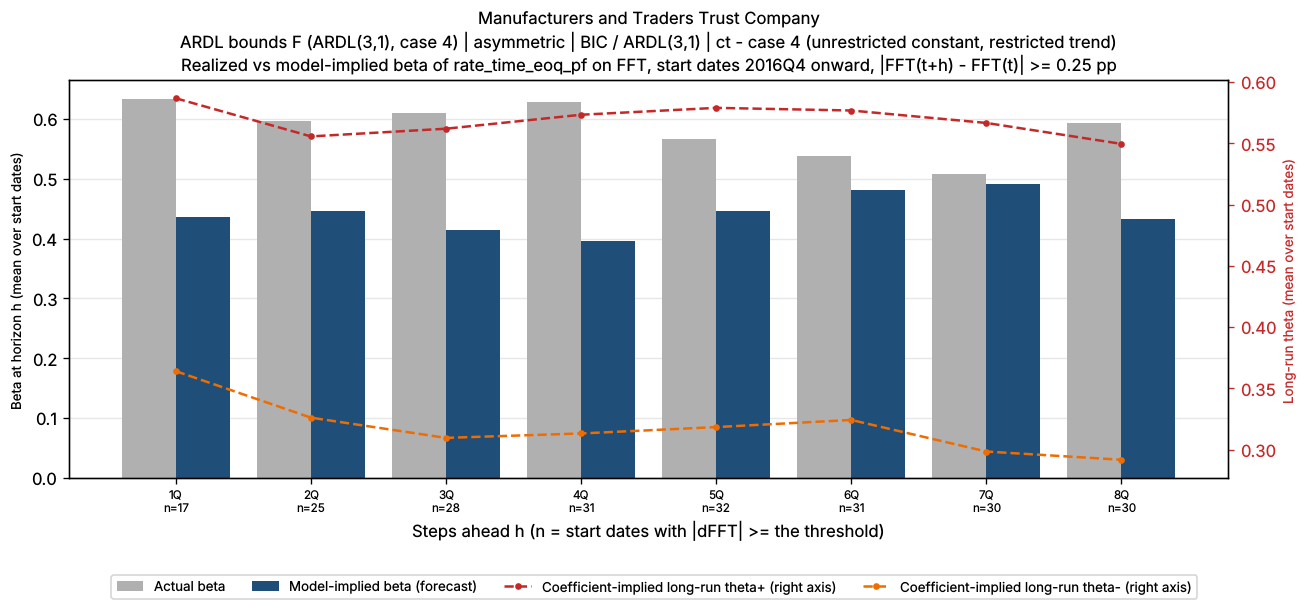 Manufacturers and Traders Trust Company
ARDL bounds F (ARDL(3,1), case 4) | asymmetric | BIC / ARDL(3,1) | ct - case 4 (unrestricted constant, restricted trend)
Realized vs model-implied beta of rate_time_eoq_pf on FFT, start dates 2016Q4 onward, |FFT(t+h) - FFT(t)| >= 0.25 pp
Beta at horizon h (mean over start dates)
0.6
0.5
0.4
0.3
0.2
0.1
0.0
0.60
0.55
0.50
0.45
0.40
0.35
0.30
Long-run theta (mean over start dates)
1Q
n=17
2Q
n=25
3Q
n=28
4Q
n=31
5Q
n=32
6Q
n=31
7Q
n=30
8Q
n=30
Steps ahead h (n = start dates with |dFFT| >= the threshold)
Actual beta
Model-implied beta (forecast)
Coefficient-implied long-run theta+ (right axis)
Coefficient-implied long-run theta- (right axis)